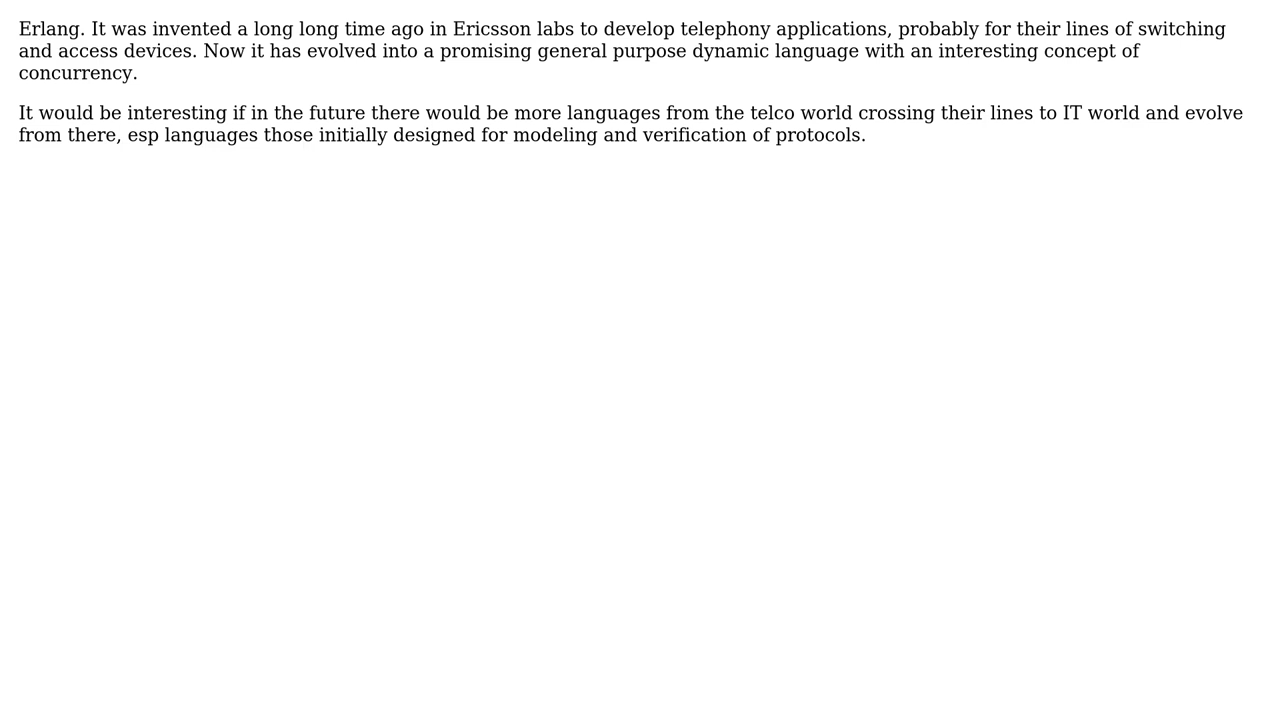 Erlang. It was invented a long long time ago in Ericsson labs to develop telephony applications, probably for their lines of switching
and access devices. Now it has evolved into a promising general purpose dynamic language with an interesting concept of
concurrency.
It would be interesting if in the future there would be more languages from the telco world crossing their lines to IT world and evolve
from there, esp languages those initially designed for modeling and verification of protocols.